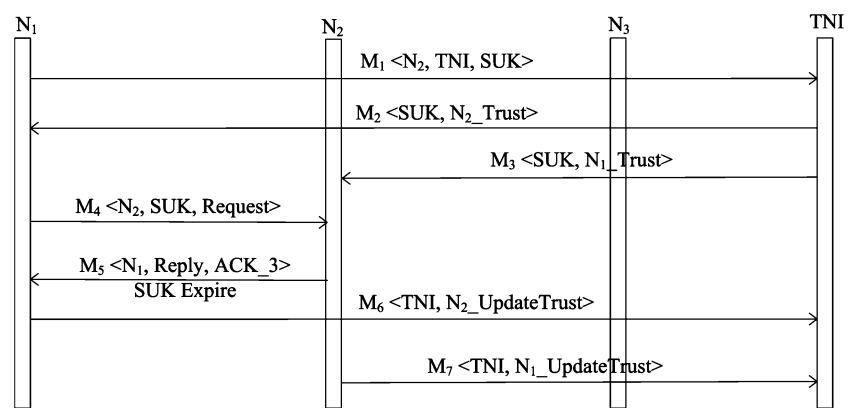 N₁ N₂ N₃ TNI
M₁ <N₂, TNI, SUK>
M₂ <SUK, N₂_Trust>
M₃ <SUK, N₁_Trust>
M₄ <N₂, SUK, Request>
M₅ <N₁, Reply, ACK_3>
SUK Expire
M₆ <TNI, N₂_UpdateTrust>
M₇ <TNI, N₁_UpdateTrust>